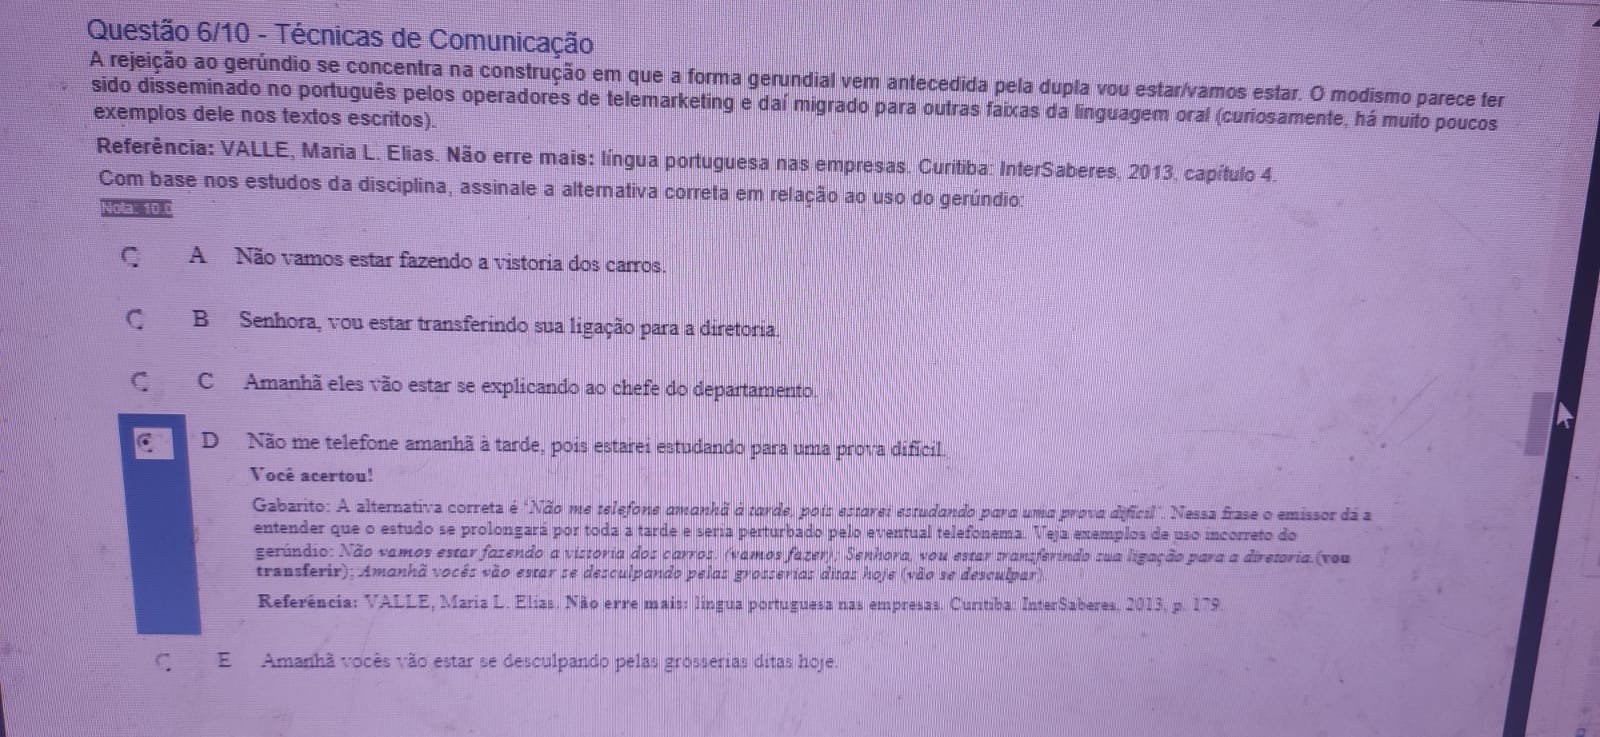 Questão 6/10 - Técnicas de Comunicação
A rejeição ao gerúndio se concentra na construção em que a forma gerundial vem antecedida pela dupla vou estar/vamos estar. O modismo parece ter
sido disseminado no português pelos operadores de telemarketing e daí migrado para outras faixas da linguagem oral (curiosamente, há muito poucos
exemplos dele nos textos escritos).
Referência: VALLE, Maria L. Elias. Não erre mais: língua portuguesa nas empresas. Curitiba: InterSaberes, 2013, capítulo 4.
Com base nos estudos da disciplina, assinale a alternativa correta em relação ao uso do gerúndio:
Nota: 10.0
A Não vamos estar fazendo a vistoria dos carros.
B Senhora, vou estar transferindo sua ligação para a diretoria.
C Amanhã eles vão estar se explicando ao chefe do departamento.
D Não me telefone amanhã à tarde, pois estarei estudando para uma prova difícil.
Você acertou!
Gabarito: A alternativa correta é "Não me telefone amanhã à tarde, pois estarei estudando para uma prova difícil". Nessa frase o emissor dá a
entender que o estudo se prolongará por toda a tarde e seria perturbado pelo eventual telefonema. Veja exemplos de uso incorreto do
gerúndio: Não vamos estar fazendo a vistoria dos carros. (vamos fazer); Senhora, vou estar transferindo sua ligação para a diretoria.(vou
transferir); Amanhã vocês vão estar se desculpando pelas grosserias ditas hoje (vão se desculpar).
Referência: VALLE, Maria L. Elias. Não erre mais: língua portuguesa nas empresas. Curitiba: InterSaberes, 2013, p. 179.
E Amanhã vocês vão estar se desculpando pelas grosserias ditas hoje.